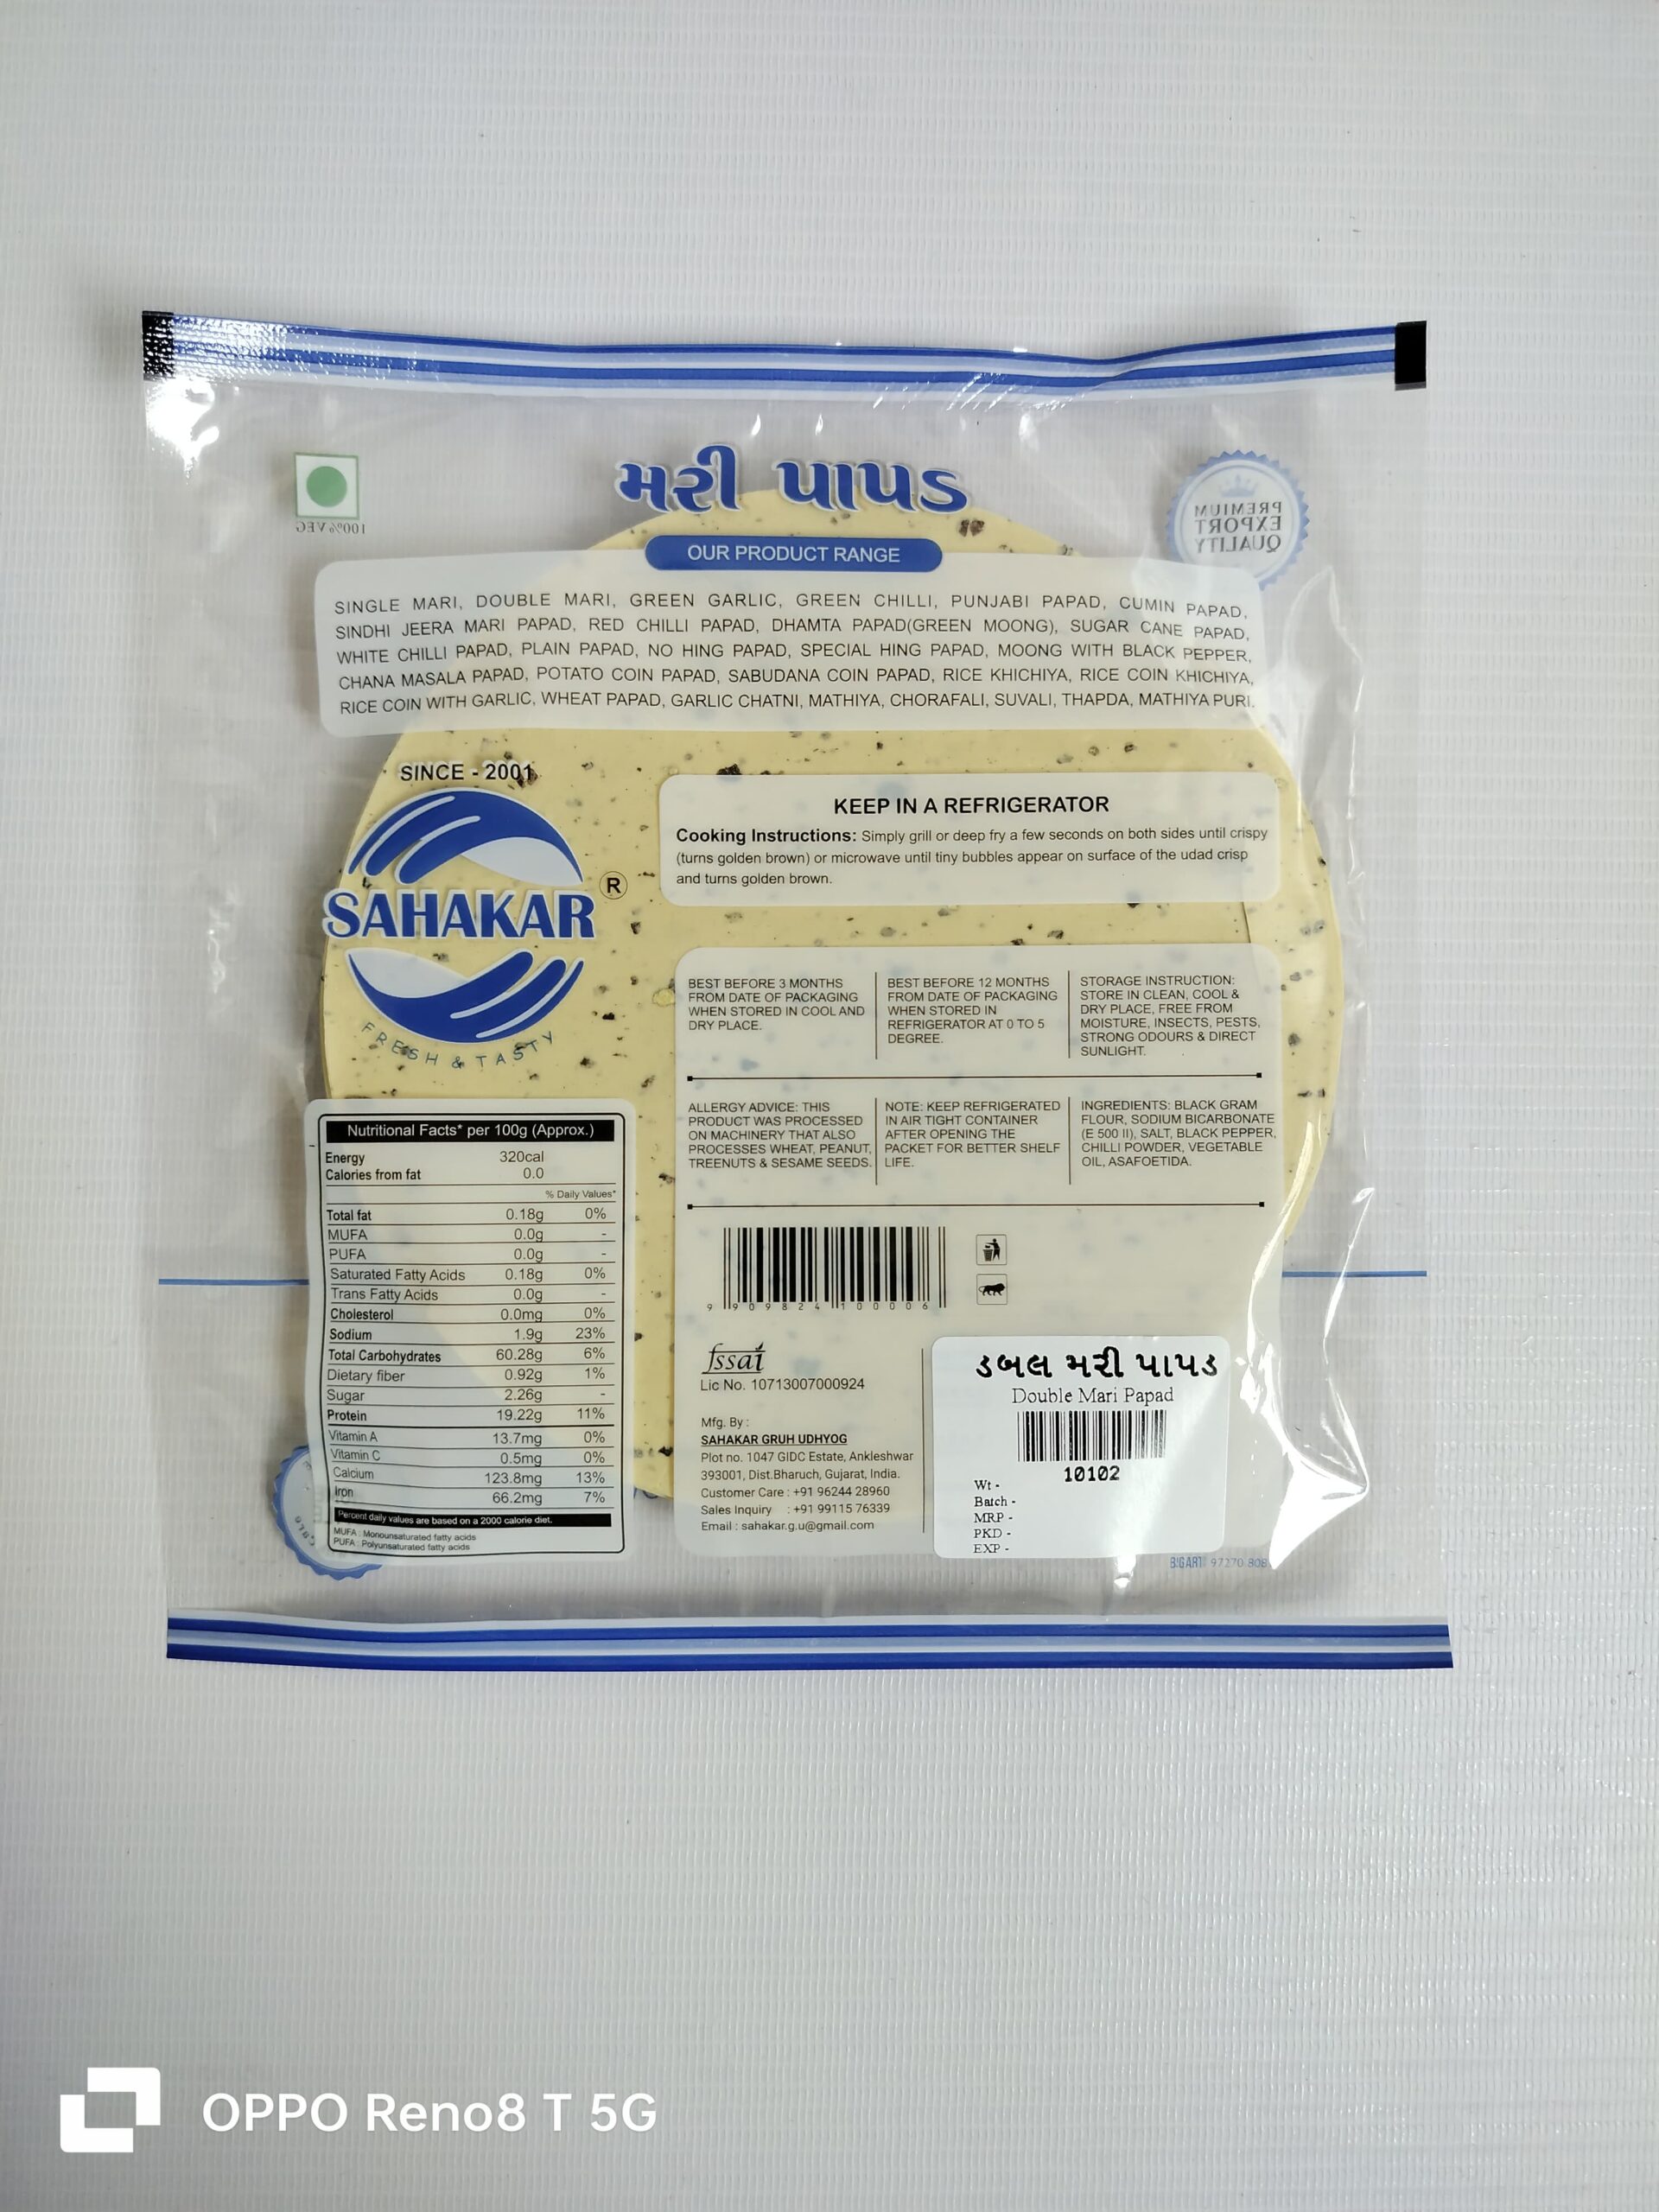 મરી પાપડ
100% VEG
PREMIUM
EXPORT
QUALITY
OUR PRODUCT RANGE
SINGLE MARI, DOUBLE MARI, GREEN GARLIC, GREEN CHILLI, PUNJABI PAPAD, CUMIN PAPAD,
SINDHI JEERA MARI PAPAD, RED CHILLI PAPAD, DHAMTA PAPAD(GREEN MOONG), SUGAR CANE PAPAD,
WHITE CHILLI PAPAD, PLAIN PAPAD, NO HING PAPAD, SPECIAL HING PAPAD, MOONG WITH BLACK PEPPER,
CHANA MASALA PAPAD, POTATO COIN PAPAD, SABUDANA COIN PAPAD, RICE KHICHIYA, RICE COIN KHICHIYA,
RICE COIN WITH GARLIC, WHEAT PAPAD, GARLIC CHATNI, MATHIYA, CHORAFALI, SUVALI, THAPDA, MATHIYA PURI.
SINCE - 2001
SAHAKAR ®
FRESH & TASTY
KEEP IN A REFRIGERATOR
Cooking Instructions: Simply grill or deep fry a few seconds on both sides until crispy
(turns golden brown) or microwave until tiny bubbles appear on surface of the udad crisp
and turns golden brown.
BEST BEFORE 3 MONTHS
FROM DATE OF PACKAGING
WHEN STORED IN COOL AND
DRY PLACE.
BEST BEFORE 12 MONTHS
FROM DATE OF PACKAGING
WHEN STORED IN
REFRIGERATOR AT 0 TO 5
DEGREE.
STORAGE INSTRUCTION:
STORE IN CLEAN, COOL &
DRY PLACE, FREE FROM
MOISTURE, INSECTS, PESTS,
STRONG ODOURS & DIRECT
SUNLIGHT.
ALLERGY ADVICE: THIS
PRODUCT WAS PROCESSED
ON MACHINERY THAT ALSO
PROCESSES WHEAT, PEANUT,
TREENUTS & SESAME SEEDS.
NOTE: KEEP REFRIGERATED
IN AIR TIGHT CONTAINER
AFTER OPENING THE
PACKET FOR BETTER SHELF
LIFE.
INGREDIENTS: BLACK GRAM
FLOUR, SODIUM BICARBONATE
(E 500 II), SALT, BLACK PEPPER,
CHILLI POWDER, VEGETABLE
OIL, ASAFOETIDA.
Nutritional Facts* per 100g (Approx.)
Energy 320cal
Calories from fat 0.0
% Daily Values*
Total fat 0.18g 0%
MUFA 0.0g -
PUFA 0.0g -
Saturated Fatty Acids 0.18g 0%
Trans Fatty Acids 0.0g -
Cholesterol 0.0mg 0%
Sodium 1.9g 23%
Total Carbohydrates 60.28g 6%
Dietary fiber 0.92g 1%
Sugar 2.26g -
Protein 19.22g 11%
Vitamin A 13.7mg 0%
Vitamin C 0.5mg 0%
Calcium 123.8mg 13%
Iron 66.2mg 7%
Percent daily values are based on a 2000 calorie diet.
MUFA : Monounsaturated fatty acids
PUFA : Polyunsaturated fatty acids
9 909824 100006
fssai
Lic No. 10713007000924
Mfg. By :
SAHAKAR GRUH UDHYOG
Plot no. 1047 GIDC Estate, Ankleshwar
393001, Dist.Bharuch, Gujarat, India.
Customer Care : +91 96244 28960
Sales Inquiry : +91 99115 76339
Email : sahakar.g.u@gmail.com
ડબલ મરી પાપડ
Double Mari Papad
10102
Wt -
Batch -
MRP -
PKD -
EXP -
BIGART 97270 808
OPPO Reno8 T 5G